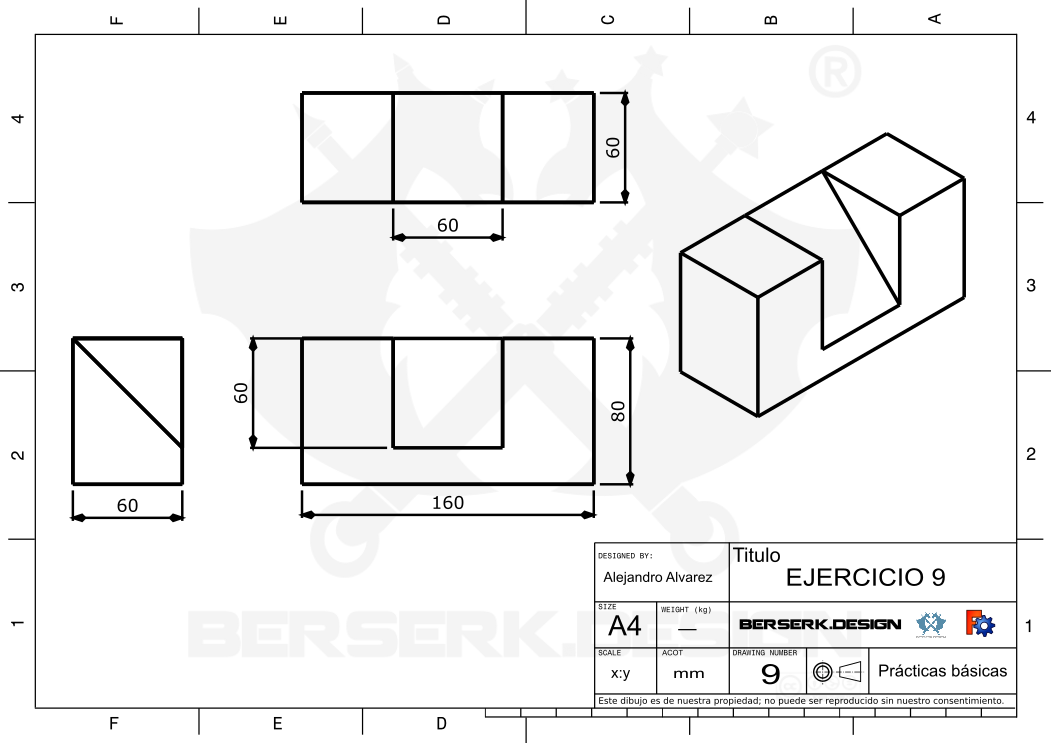 F E D C B A
®
4 4
60
60
3 3
60
80
2 2
160
60
DESIGNED BY:
Alejandro Alvarez
Titulo
EJERCICIO 9
SIZE
A4
WEIGHT (kg)
—
BERSERK.DESIGN
BERSERK.DESIGN
1 1
SCALE
x:y
ACOT
mm
DRAWING NUMBER
9
Prácticas básicas
Este dibujo es de nuestra propiedad; no puede ser reproducido sin nuestro consentimiento.
F E D